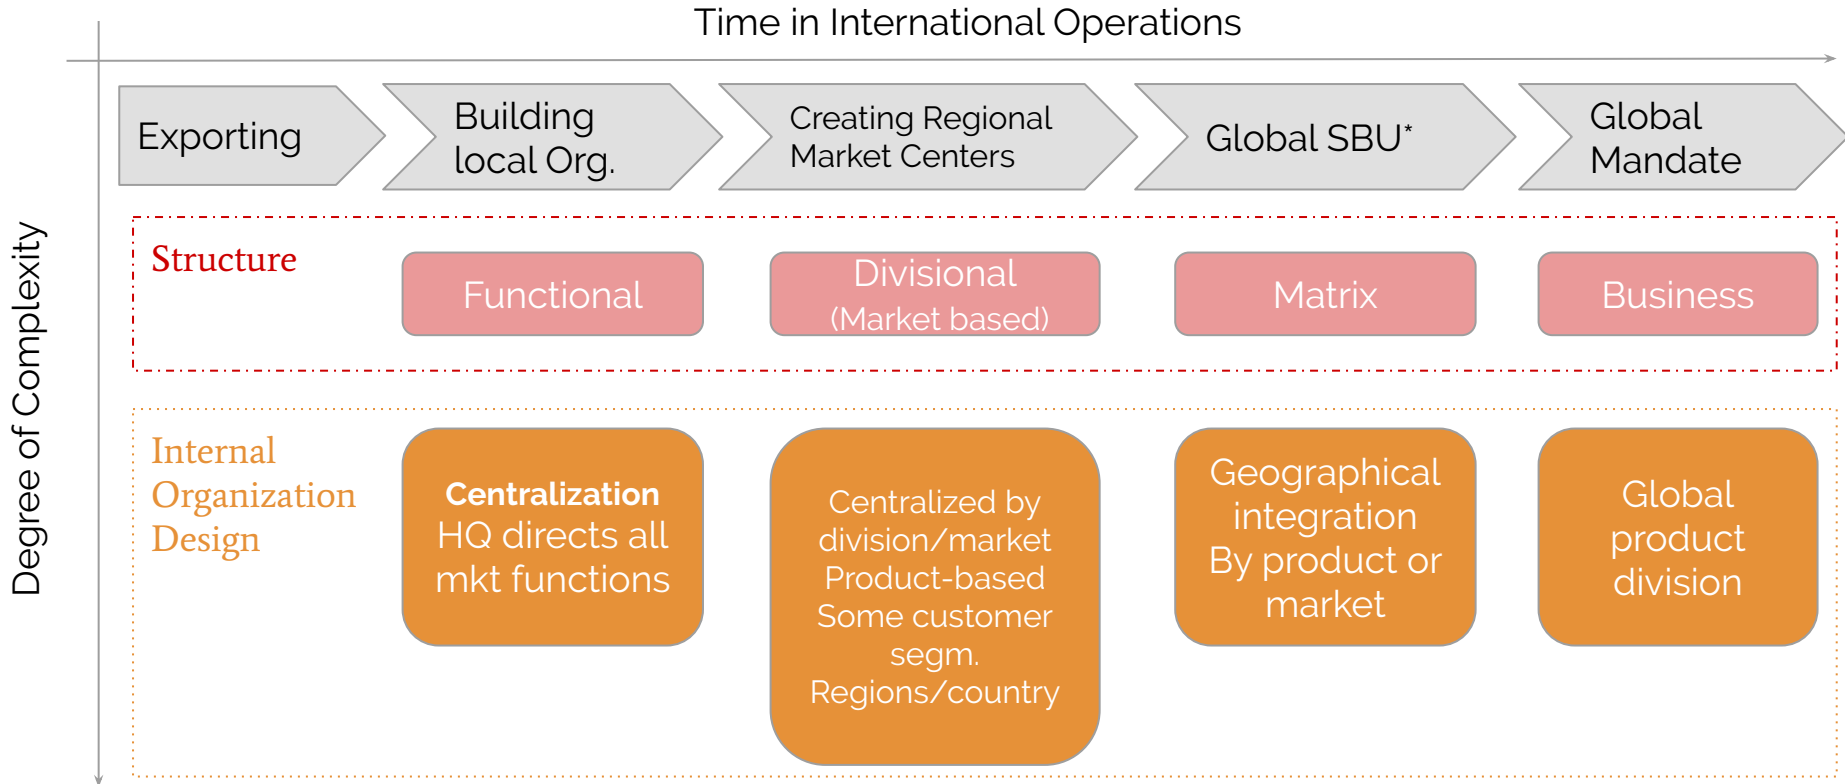 Time in International Operations
Degree of Complexity
Exporting
Building
local Org.
Creating Regional
Market Centers
Global SBU*
Global
Mandate
Structure
Functional
Divisional
(Market based)
Matrix
Business
Internal
Organization
Design
Centralization
HQ directs all
mkt functions
Centralized by
division/market
Product-based
Some customer
segm.
Regions/country
Geographical
integration
By product or
market
Global
product
division